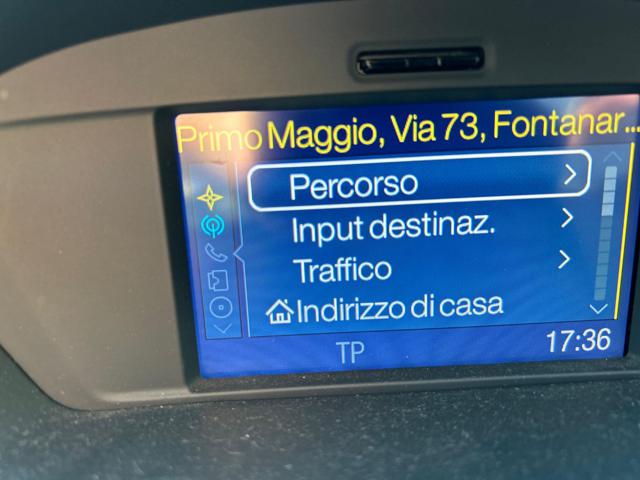 Primo Maggio, Via 73, Fontanar...
Percorso
Input destinaz.
Traffico
Indirizzo di casa
TP
17:36